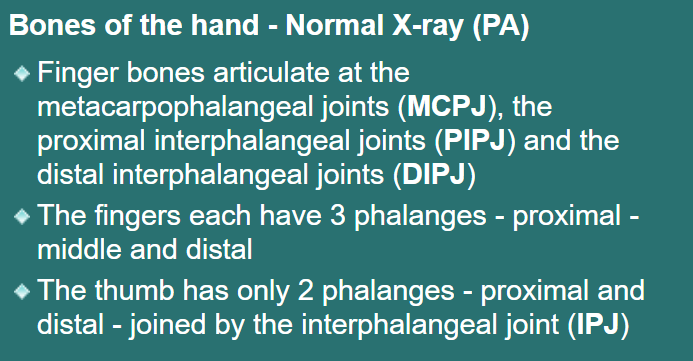 Bones of the hand - Normal X-ray (PA)
Finger bones articulate at the
metacarpophalangeal joints (MCPJ), the
proximal interphalangeal joints (PIPJ) and the
distal interphalangeal joints (DIPJ)
The fingers each have 3 phalanges - proximal -
middle and distal
The thumb has only 2 phalanges - proximal and
distal - joined by the interphalangeal joint (IPJ)